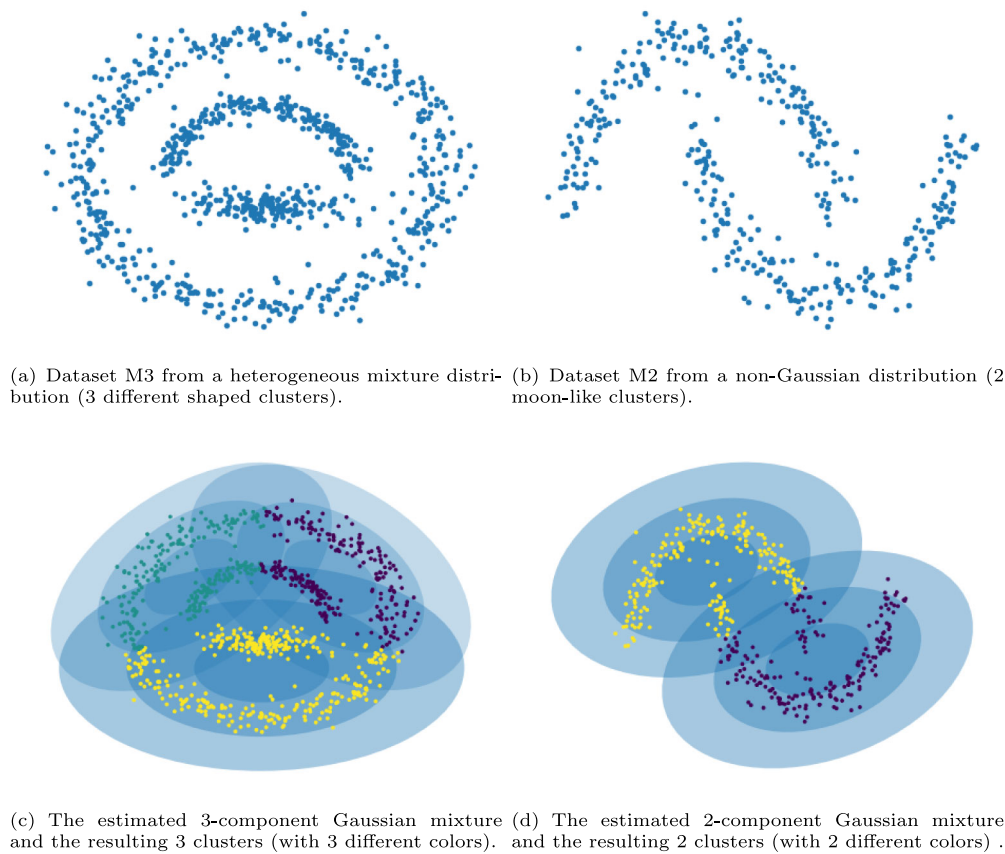 (a) Dataset M3 from a heterogeneous mixture distri-
bution (3 different shaped clusters).
(b) Dataset M2 from a non-Gaussian distribution (2
moon-like clusters).
(c) The estimated 3-component Gaussian mixture
and the resulting 3 clusters (with 3 different colors).
(d) The estimated 2-component Gaussian mixture
and the resulting 2 clusters (with 2 different colors) .